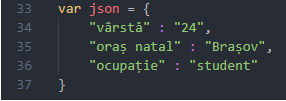 33 var json = {
34 "vârstă" : "24",
35 "oraș natal" : "Brașov",
36 "ocupație" : "student"
37 }